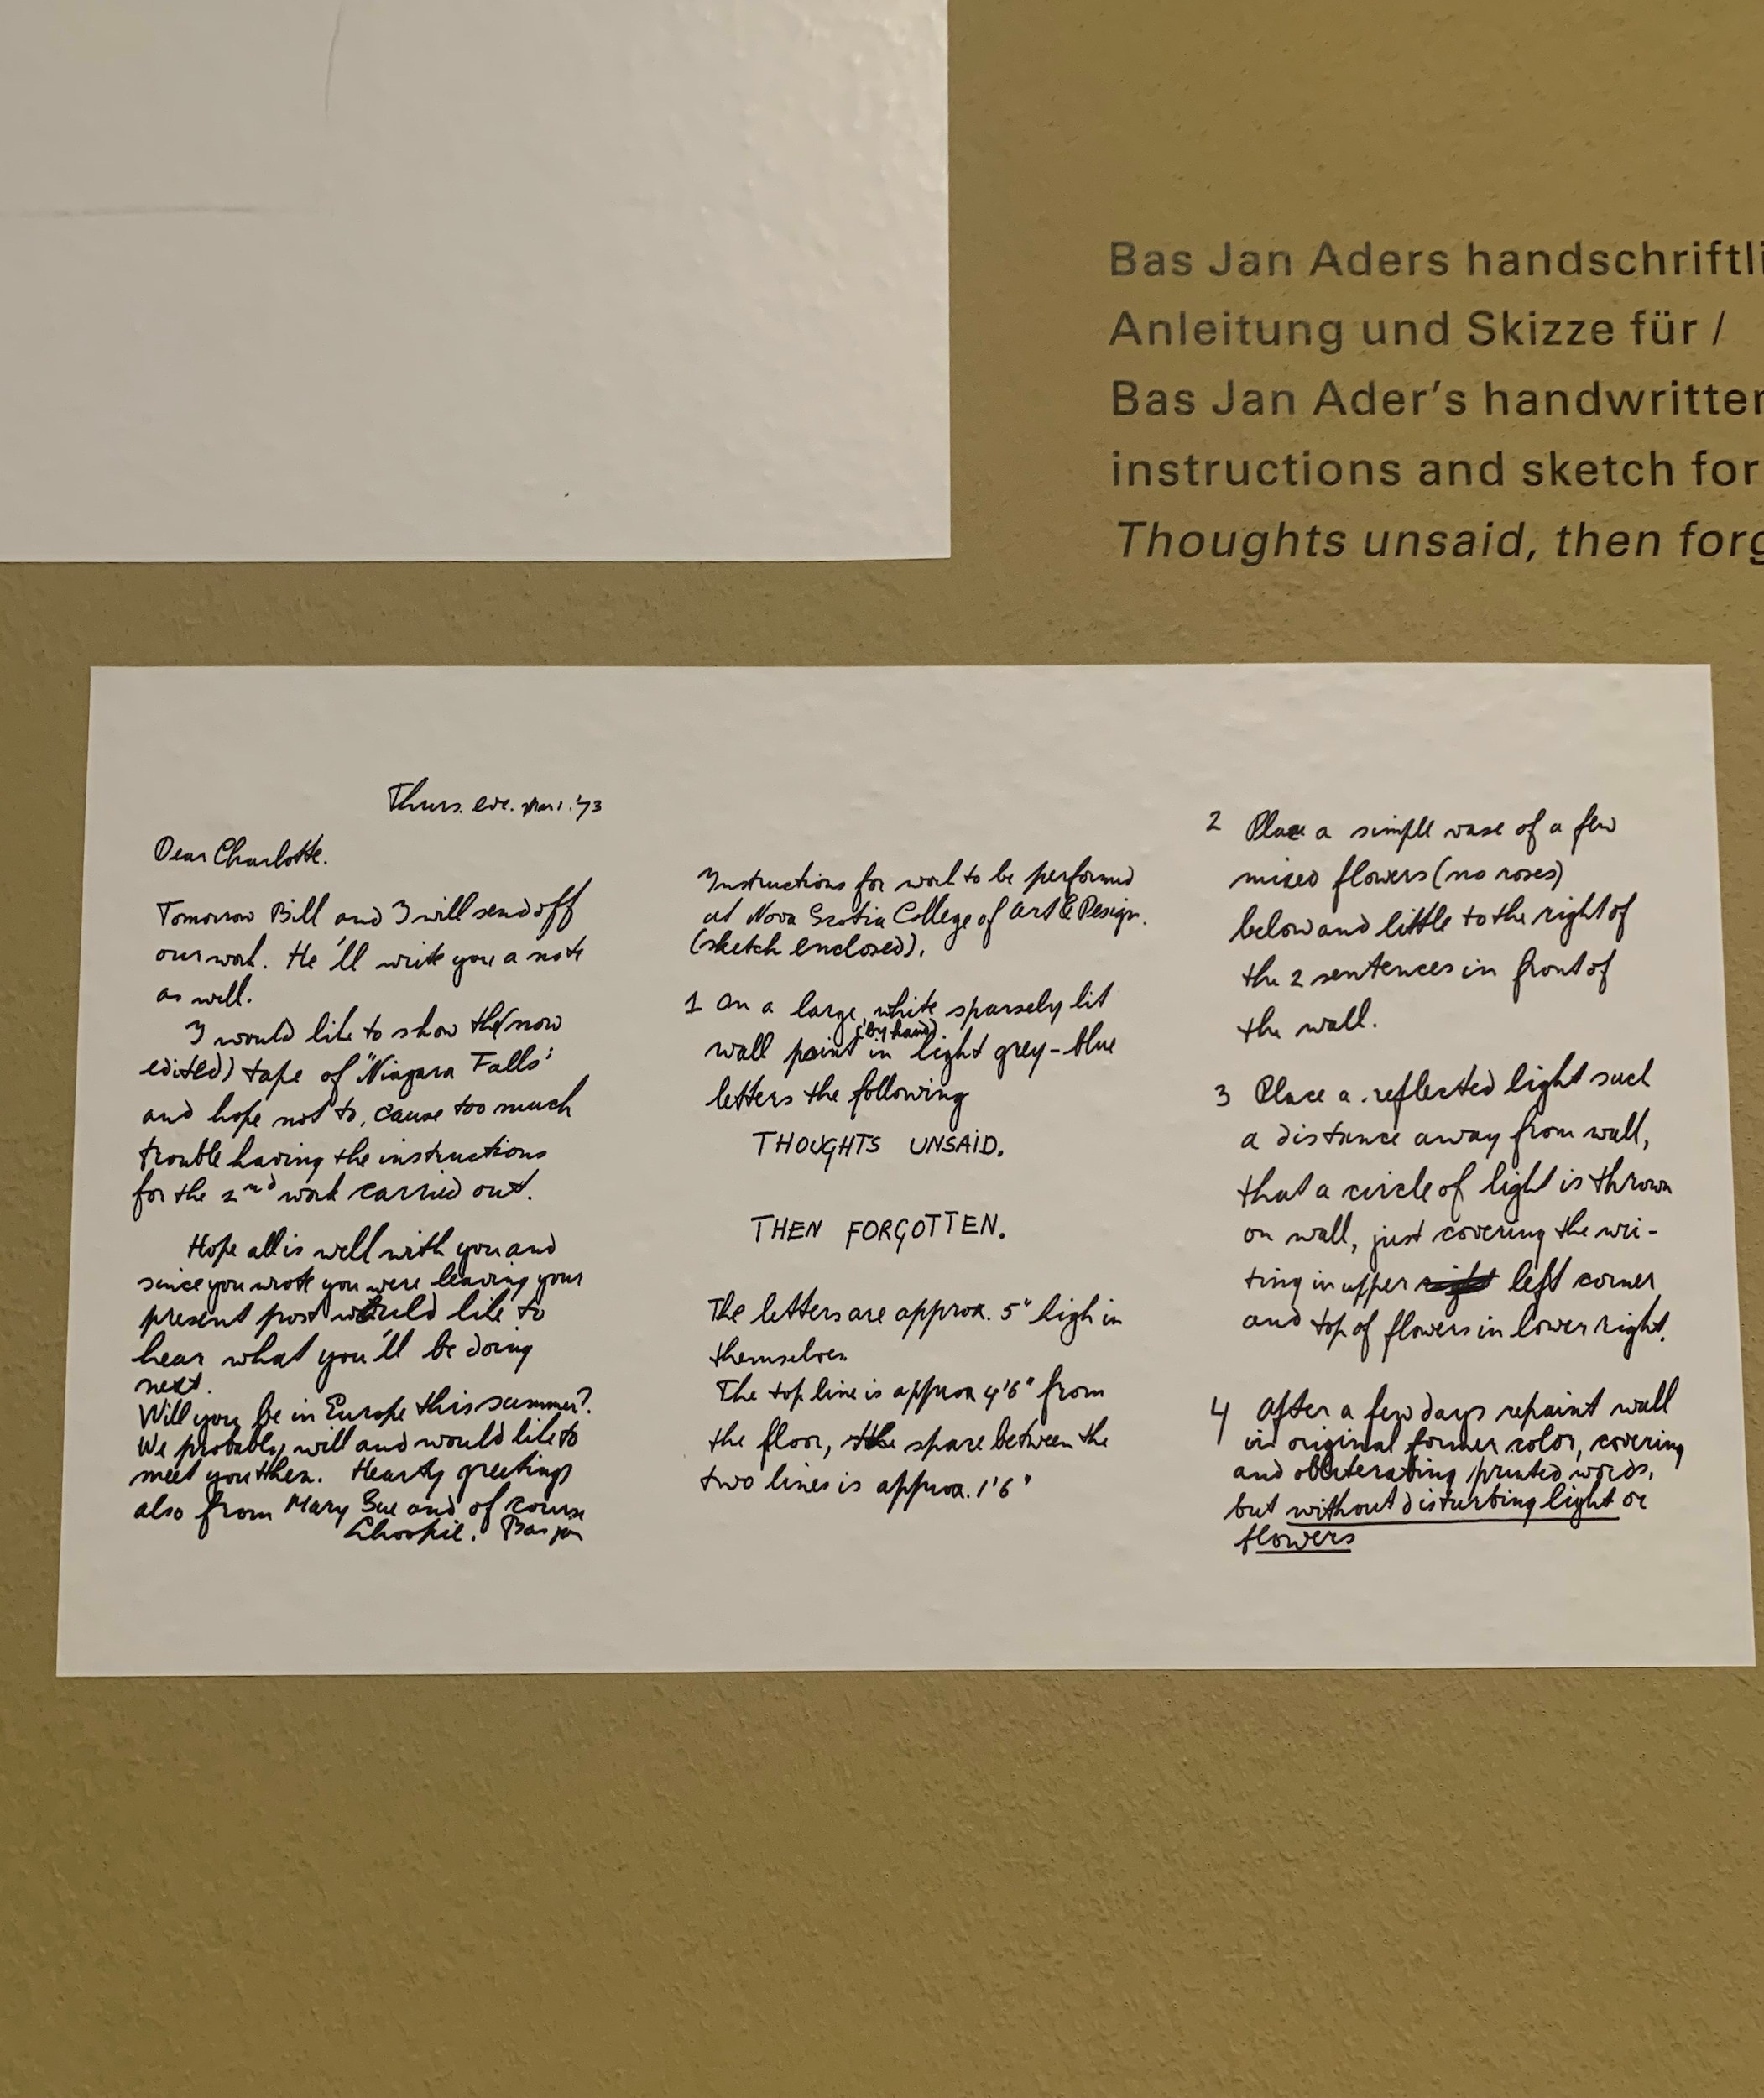 Bas Jan Aders handschriftli
Anleitung und Skizze für /
Bas Jan Ader's handwritten
instructions and sketch for
Thoughts unsaid, then forg
Thurs. eve. Mar 1. '73
Dear Charlotte.
Tomorrow Bill and I will send off
our work. He'll write you a note
as well.
I would like to show the (now
edited) tape of "Niagara Falls"
and hope not to, cause too much
trouble having the instructions
for the 2nd work carried out.
Hope all is well with you and
since you wrote you were leaving your
present post would like to
hear what you'll be doing
next.
Will you be in Europe this summer?
We probably will and would like to
meet you then. Hearty greetings
also from Mary Sue and of course
Bas Jan
Instructions for work to be performed
at Nova Scotia College of Art & Design.
(sketch enclosed).
1 On a large, white sparsely lit
wall paint (by hand) in light grey-blue
letters the following
THOUGHTS UNSAID.
THEN FORGOTTEN.
The letters are approx. 5" high in
themselves.
The top line is approx 4'6" from
the floor, the space between the
two lines is approx. 1'6"
2 Place a simple vase of a few
mixed flowers (no roses)
below and little to the right of
the 2 sentences in front of
the wall.
3 Place a reflected light such
a distance away from wall,
that a circle of light is thrown
on wall, just covering the wri-
ting in upper right left corner
and top of flowers in lower right.
4 After a few days repaint wall
in original former color, covering
and obliterating printed words,
but without disturbing light or
flowers